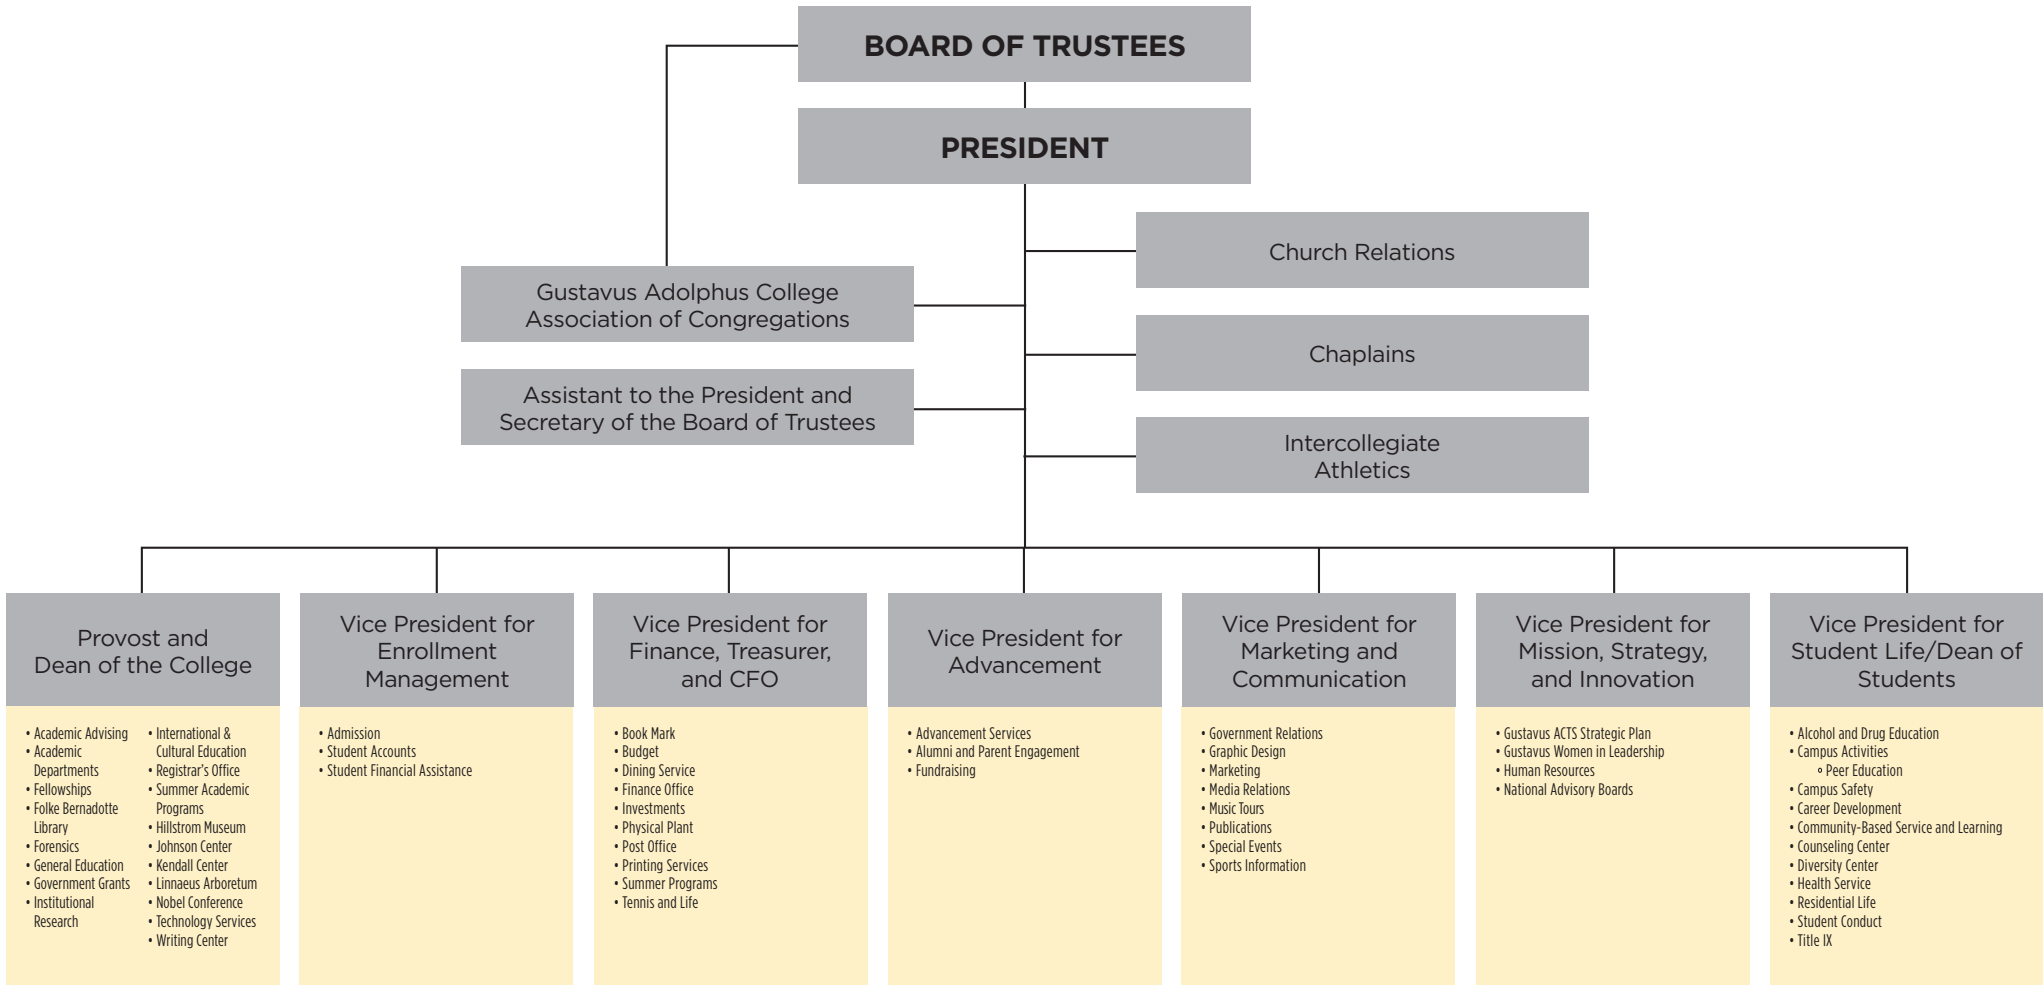 BOARD OF TRUSTEES
PRESIDENT
Church Relations
Gustavus Adolphus College
Association of Congregations
Chaplains
Assistant to the President and
Secretary of the Board of Trustees
Intercollegiate
Athletics
Provost and
Dean of the College
• Academic Advising
• Academic
Departments
• Fellowships
• Folke Bernadotte
Library
• Forensics
• General Education
• Government Grants
• Institutional
Research
• International &
Cultural Education
• Registrar's Office
• Summer Academic
Programs
• Hillstrom Museum
• Johnson Center
• Kendall Center
• Linnaeus Arboretum
• Nobel Conference
• Technology Services
• Writing Center
Vice President for
Enrollment
Management
• Admission
• Student Accounts
• Student Financial Assistance
Vice President for
Finance, Treasurer,
and CFO
• Book Mark
• Budget
• Dining Service
• Finance Office
• Investments
• Physical Plant
• Post Office
• Printing Services
• Summer Programs
• Tennis and Life
Vice President for
Advancement
• Advancement Services
• Alumni and Parent Engagement
• Fundraising
Vice President for
Marketing and
Communication
• Government Relations
• Graphic Design
• Marketing
• Media Relations
• Music Tours
• Publications
• Special Events
• Sports Information
Vice President for
Mission, Strategy,
and Innovation
• Gustavus ACTS Strategic Plan
• Gustavus Women in Leadership
• Human Resources
• National Advisory Boards
Vice President for
Student Life/Dean of
Students
• Alcohol and Drug Education
• Campus Activities
° Peer Education
• Campus Safety
• Career Development
• Community-Based Service and Learning
• Counseling Center
• Diversity Center
• Health Service
• Residential Life
• Student Conduct
• Title IX